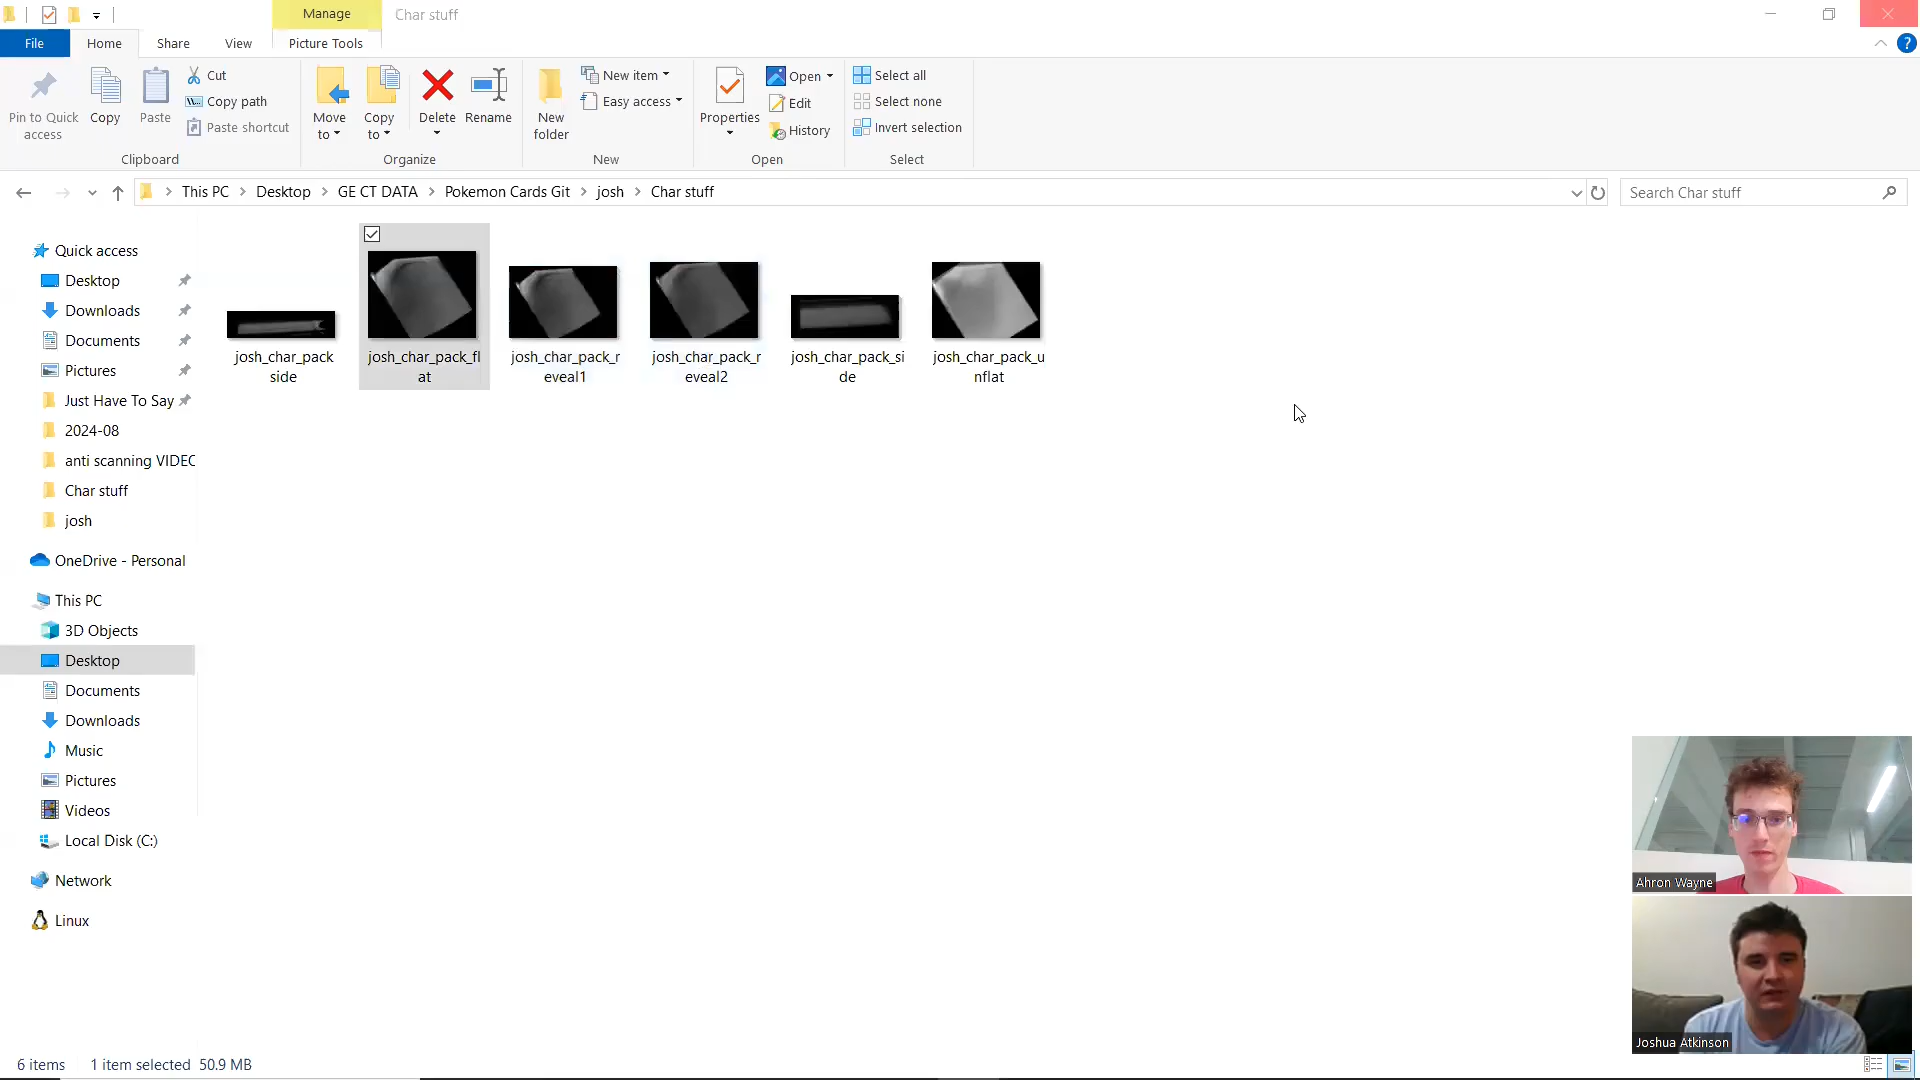 Manage
Char stuff
File
Home
Share
View
Picture Tools
Pin to Quick
access
Copy
Paste
Cut
Copy path
Paste shortcut
Clipboard
Move
to
Copy
to
Delete
Rename
Organize
New
folder
New item
Easy access
New
Properties
Open
Edit
History
Open
Select all
Select none
Invert selection
Select
This PC
Desktop
GE CT DATA
Pokemon Cards Git
josh
Char stuff
Search Char stuff
Quick access
Desktop
Downloads
Documents
Pictures
Just Have To Say
2024-08
anti scanning VIDEC
Char stuff
josh
OneDrive - Personal
This PC
3D Objects
Desktop
Documents
Downloads
Music
Pictures
Videos
Local Disk (C:)
Network
Linux
josh_char_pack
side
josh_char_pack_fl
at
josh_char_pack_r
eveal1
josh_char_pack_r
eveal2
josh_char_pack_si
de
josh_char_pack_u
nflat
Ahron Wayne
Joshua Atkinson
6 items
1 item selected 50.9 MB